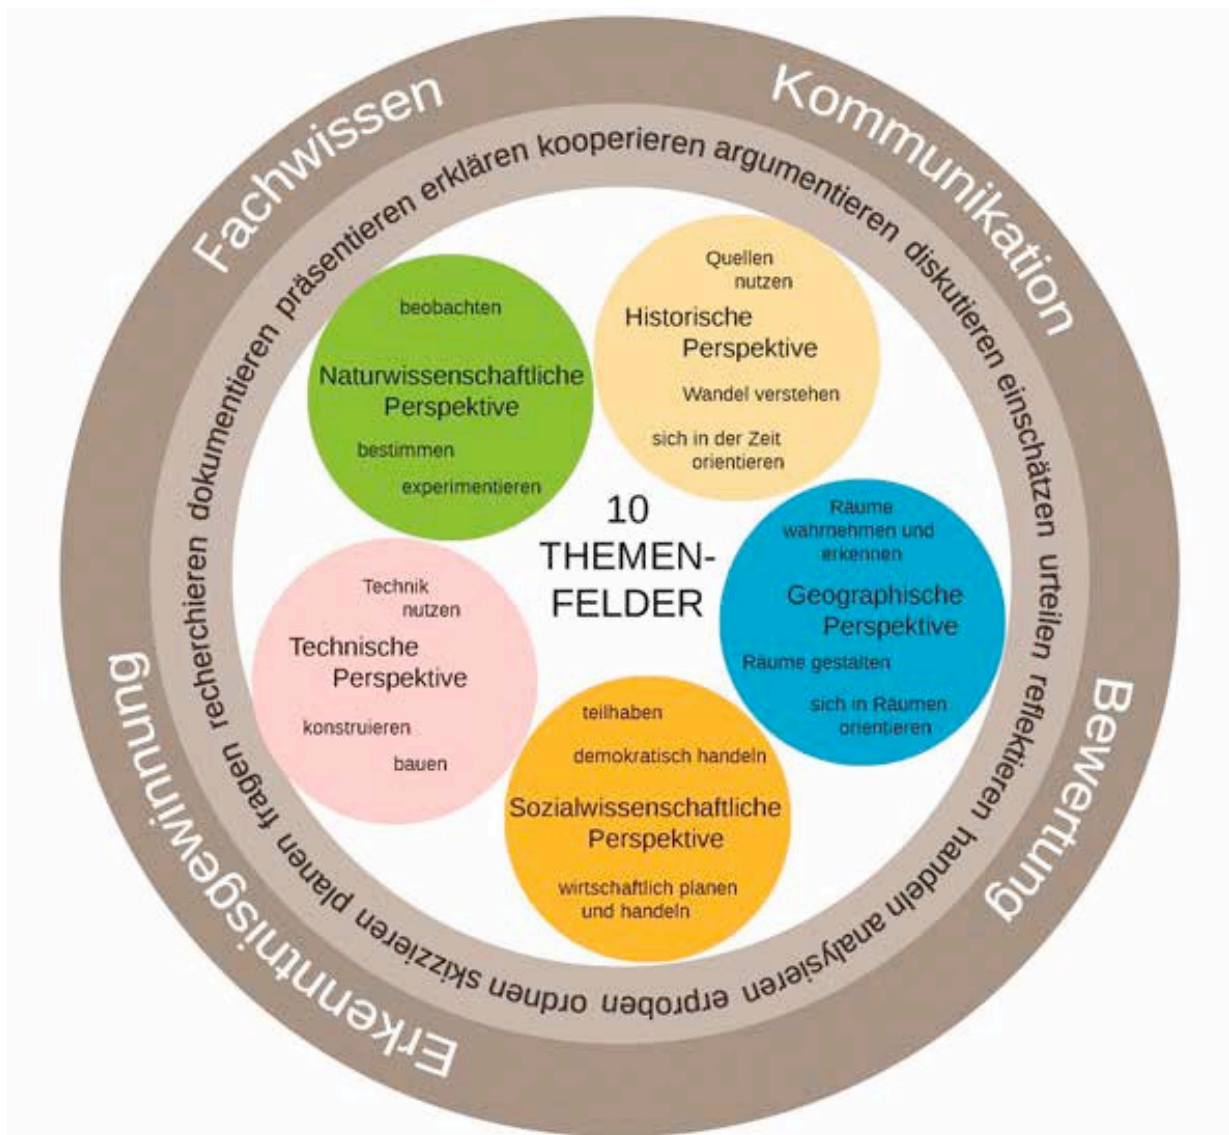 Fachwissen
Kommunikation
Bewertung
Erkenntnisgewinnung
präsentieren erklären kooperieren argumentieren diskutieren einschätzen urteilen reflektieren handeln analysieren erproben ordnen skizzieren planen fragen recherchieren dokumentieren
beobachten
Naturwissenschaftliche
Perspektive
bestimmen
experimentieren
Quellen
nutzen
Historische
Perspektive
Wandel verstehen
sich in der Zeit
orientieren
10
THEMEN-
FELDER
Räume
wahrnehmen und
erkennen
Geographische
Perspektive
Räume gestalten
sich in Räumen
orientieren
Technik
nutzen
Technische
Perspektive
konstruieren
bauen
teilhaben
demokratisch handeln
Sozialwissenschaftliche
Perspektive
wirtschaftlich planen
und handeln